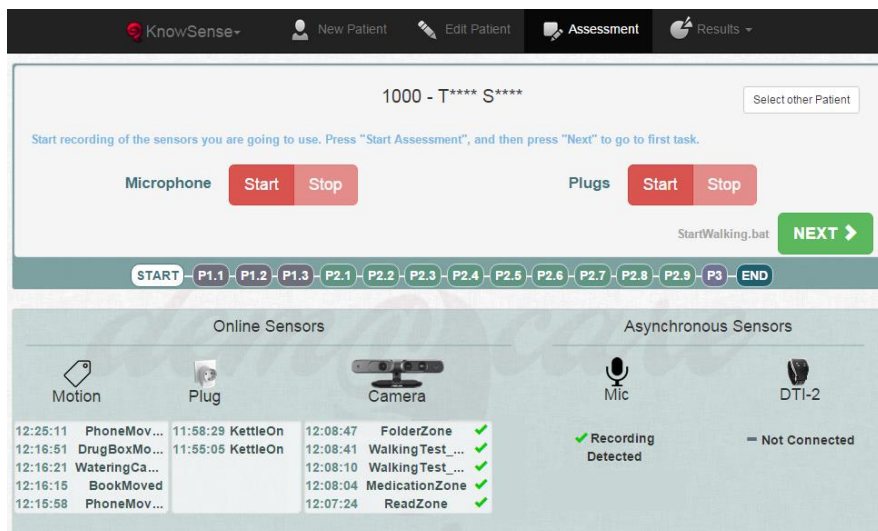 KnowSense New Patient Edit Patient Assessment Results
1000 - T**** S****
Select other Patient
Start recording of the sensors you are going to use. Press "Start Assessment", and then press "Next" to go to first task.
Microphone Start Stop Plugs Start Stop
StartWalking.bat NEXT
START P1.1 P1.2 P1.3 P2.1 P2.2 P2.3 P2.4 P2.5 P2.6 P2.7 P2.8 P2.9 P3 END
Online Sensors Asynchronous Sensors
Motion Plug Camera Mic DTI-2
12:25:11 PhoneMov... 11:58:29 KettleOn 12:08:47 FolderZone
12:16:51 DrugBoxMo... 11:55:05 KettleOn 12:08:41 WalkingTest_...
12:16:21 WateringCa... 12:08:10 WalkingTest_...
12:16:15 BookMoved 12:08:04 MedicationZone
12:15:58 PhoneMov... 12:07:24 ReadZone
Recording
Detected
Not Connected
dem@care